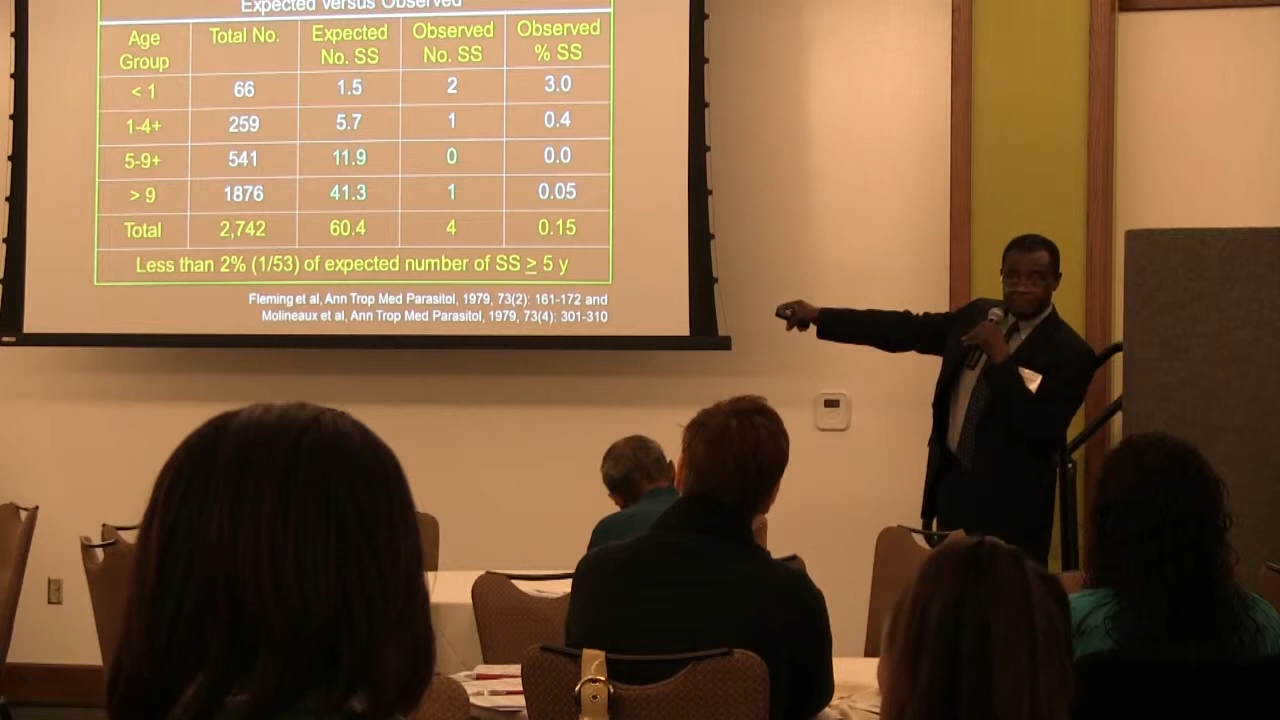 Expected versus Observed
Age Group Total No. Expected No. SS Observed No. SS Observed % SS
< 1 66 1.5 2 3.0
1-4+ 259 5.7 1 0.4
5-9+ 541 11.9 0 0.0
> 9 1876 41.3 1 0.05
Total 2,742 60.4 4 0.15
Less than 2% (1/53) of expected number of SS ≥ 5 y
Fleming et al, Ann Trop Med Parasitol, 1979, 73(2): 161-172 and
Molineaux et al, Ann Trop Med Parasitol, 1979, 73(4): 301-310